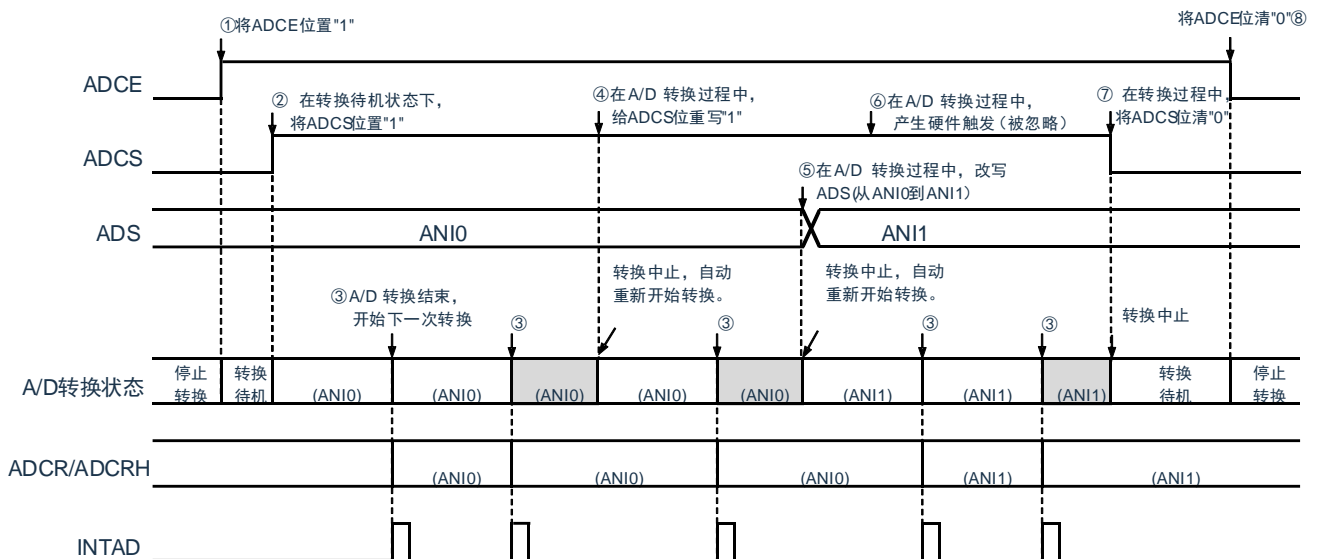 ①将ADCE位置"1"
将ADCE位清"0"⑧
ADCE
② 在转换待机状态下，
将ADCS位置"1"
④在A/D 转换过程中，
给ADCS位重写"1"
⑥在A/D 转换过程中，
产生硬件触发（被忽略）
⑦ 在转换过程中，
将ADCS位清"0"
ADCS
⑤在A/D 转换过程中，改写
ADS(从ANI0到ANI1）
ADS
ANI0
ANI1
③A/D 转换结束，
开始下一次转换
③
转换中止，自动
重新开始转换。
③
转换中止，自动
重新开始转换。
③
③
转换中止
A/D转换状态
停止
转换
转换
待机
(ANI0)
(ANI0)
(ANI0)
(ANI0)
(ANI0)
(ANI1)
(ANI1)
(ANI1)
转换
待机
停止
转换
ADCR/ADCRH
(ANI0)
(ANI0)
(ANI0)
(ANI1)
(ANI1)
INTAD